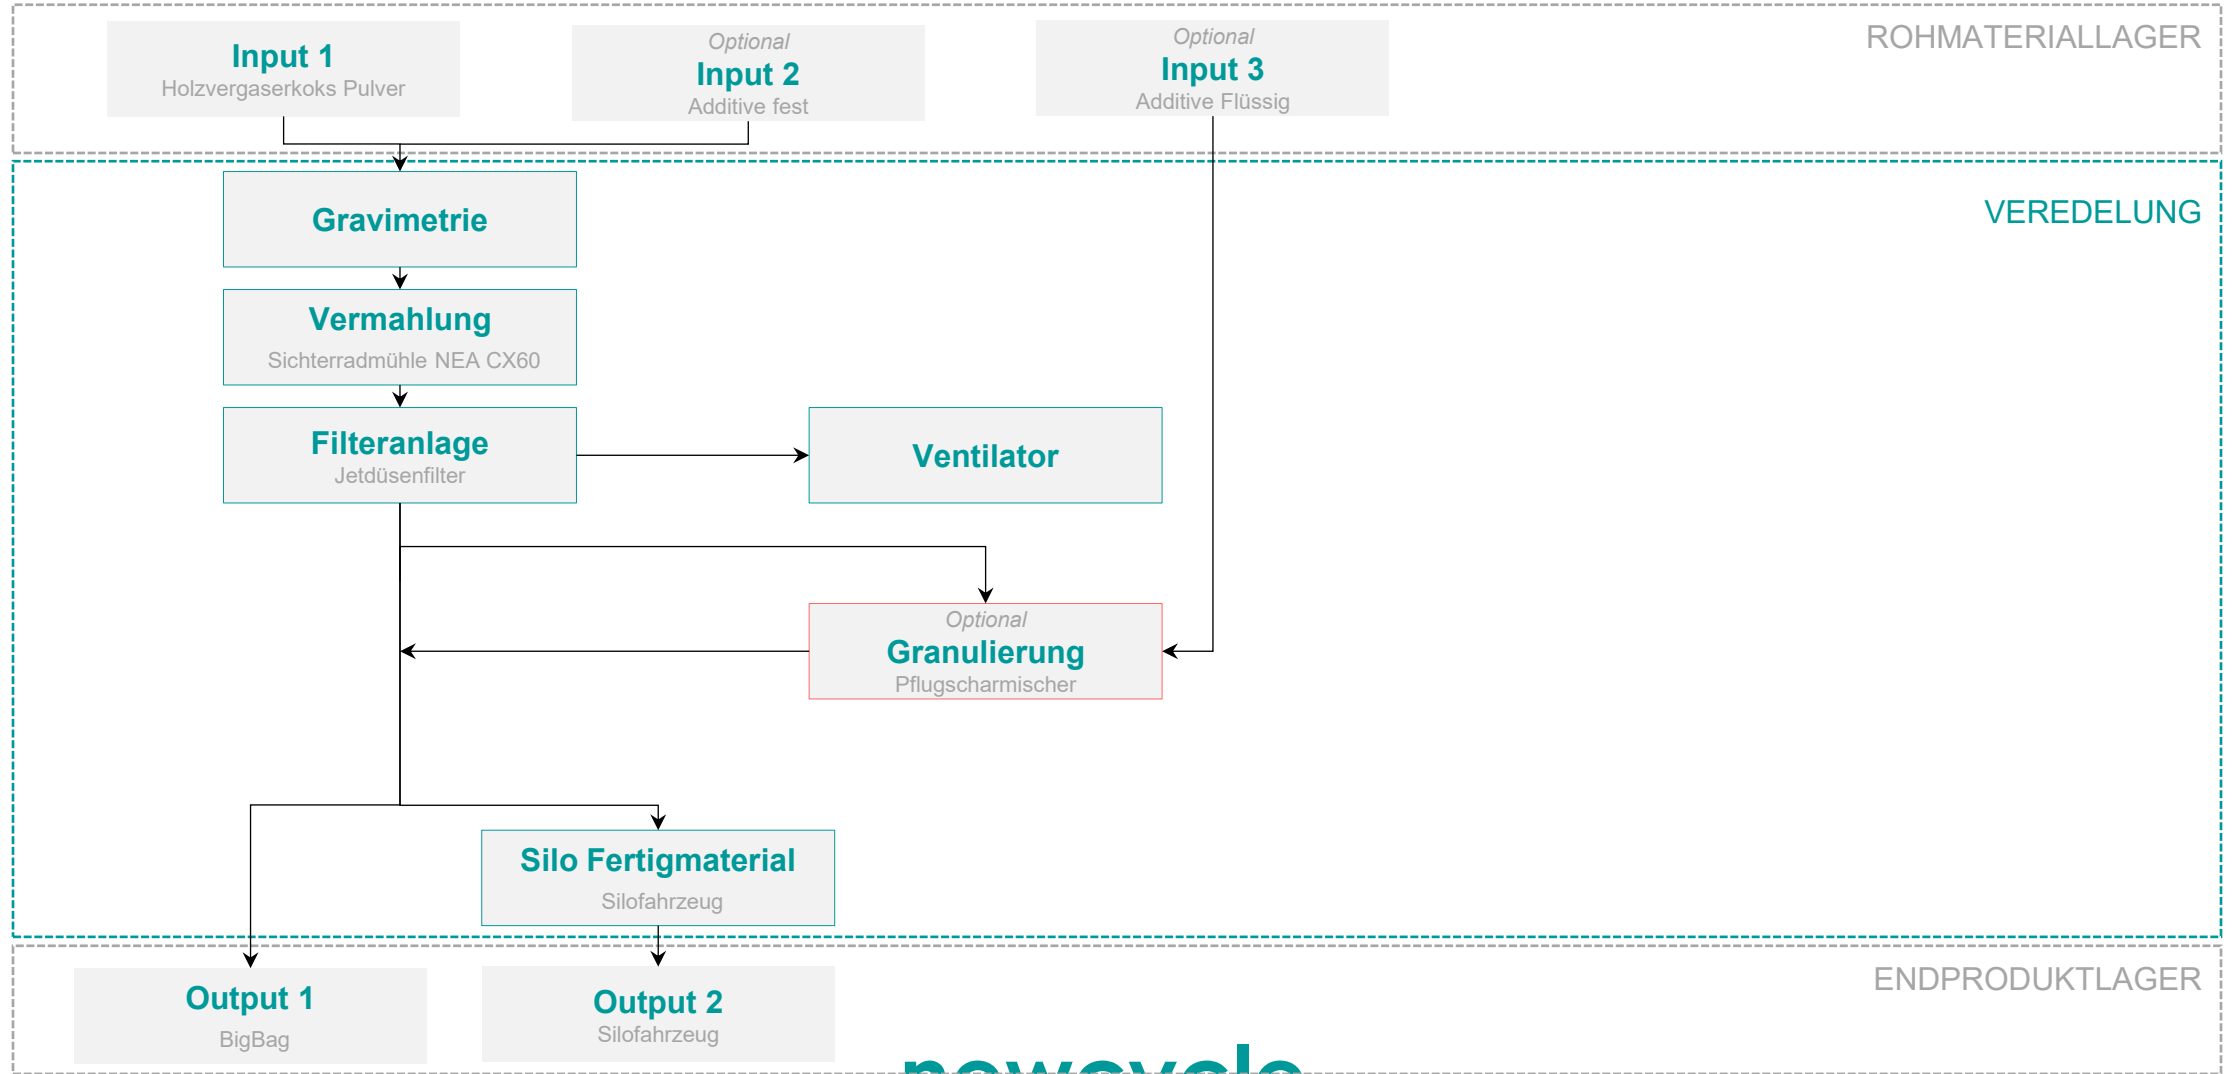 ROHMATERIALLAGER
Input 1
Holzvergaserkoks Pulver
Optional
Input 2
Additive fest
Optional
Input 3
Additive Flüssig
VEREDELUNG
Gravimetrie
Vermahlung
Sichterradmühle NEA CX60
Filteranlage
Jetdüsenfilter
Ventilator
Optional
Granulierung
Pflugscharmischer
Silo Fertigmaterial
Silofahrzeug
ENDPRODUKTLAGER
Output 1
BigBag
Output 2
Silofahrzeug
newcycle